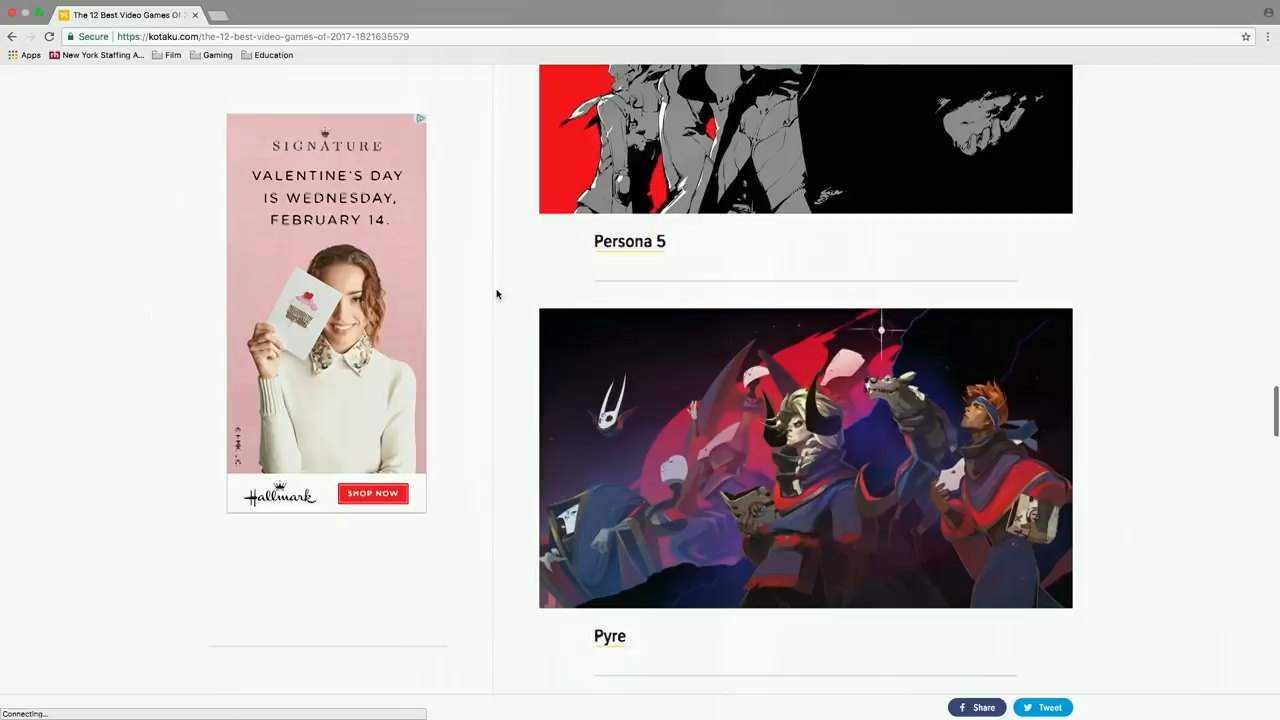 The 12 Best Video Games Of
Secure https://kotaku.com/the-12-best-video-games-of-2017-1821635579
Apps New York Staffing A... Film Gaming Education
SIGNATURE
VALENTINE'S DAY
IS WEDNESDAY,
FEBRUARY 14.
Hallmark SHOP NOW
Persona 5
Pyre
Connecting...
Share Tweet